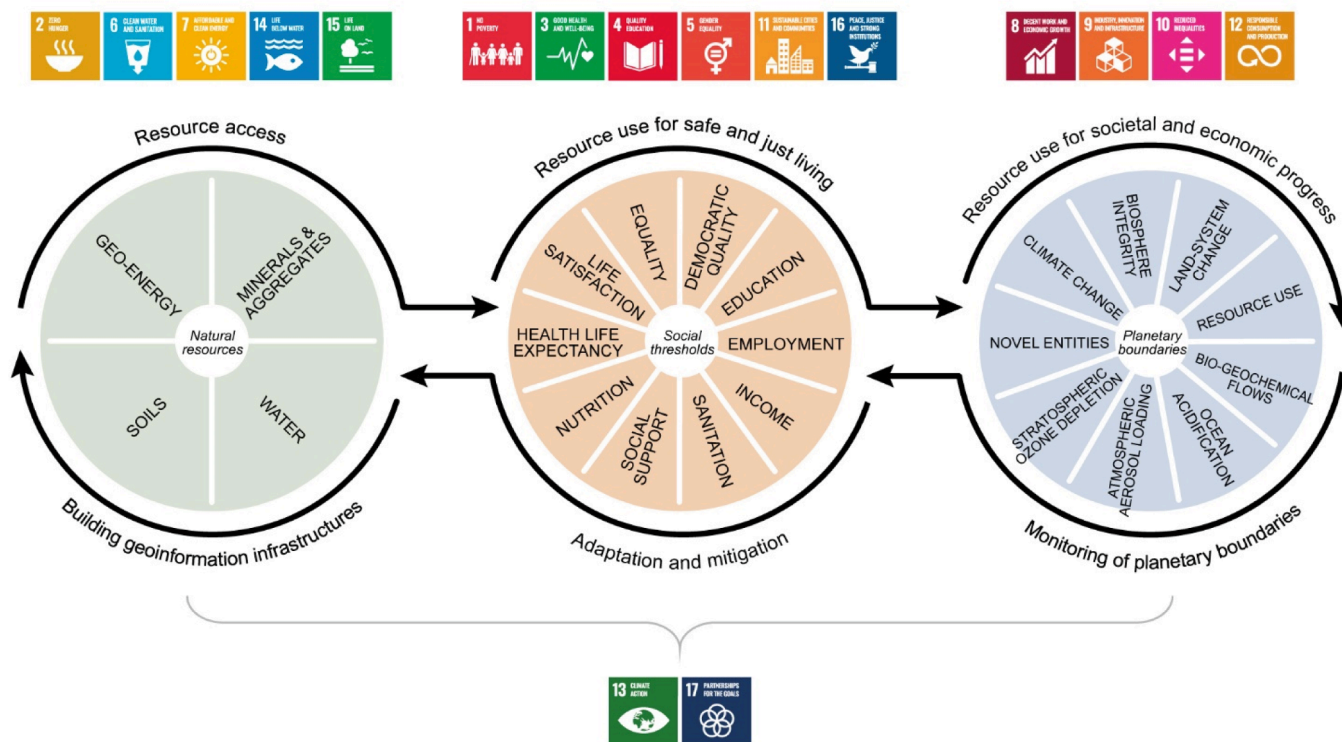 2 ZERO
HUNGER
6 CLEAN WATER
AND SANITATION
7 AFFORDABLE AND
CLEAN ENERGY
14 LIFE
BELOW WATER
15 LIFE
ON LAND
1 NO
POVERTY
3 GOOD HEALTH
AND WELL-BEING
4 QUALITY
EDUCATION
5 GENDER
EQUALITY
11 SUSTAINABLE CITIES
AND COMMUNITIES
16 PEACE, JUSTICE
AND STRONG
INSTITUTIONS
8 DECENT WORK AND
ECONOMIC GROWTH
9 INDUSTRY, INNOVATION
AND INFRASTRUCTURE
10 REDUCED
INEQUALITIES
12 RESPONSIBLE
CONSUMPTION
AND PRODUCTION
Resource access
GEO-ENERGY
MINERALS &
AGGREGATES
Natural
resources
SOILS
WATER
Building geoinformation infrastructures
Resource use for safe and just living
EQUALITY
DEMOCRATIC
QUALITY
LIFE
SATISFACTION
EDUCATION
HEALTH LIFE
EXPECTANCY
Social
thresholds
EMPLOYMENT
NUTRITION
INCOME
SOCIAL
SUPPORT
SANITATION
Adaptation and mitigation
Resource use for societal and economic progress
BIOSPHERE
INTEGRITY
LAND-SYSTEM
CHANGE
CLIMATE CHANGE
RESOURCE USE
NOVEL ENTITIES
Planetary
boundaries
BIO-GEOCHEMICAL
FLOWS
STRATOSPHERIC
OZONE DEPLETION
ATMOSPHERIC
AEROSOL LOADING
OCEAN
ACIDIFICATION
Monitoring of planetary boundaries
13 CLIMATE
ACTION
17 PARTNERSHIPS
FOR THE GOALS